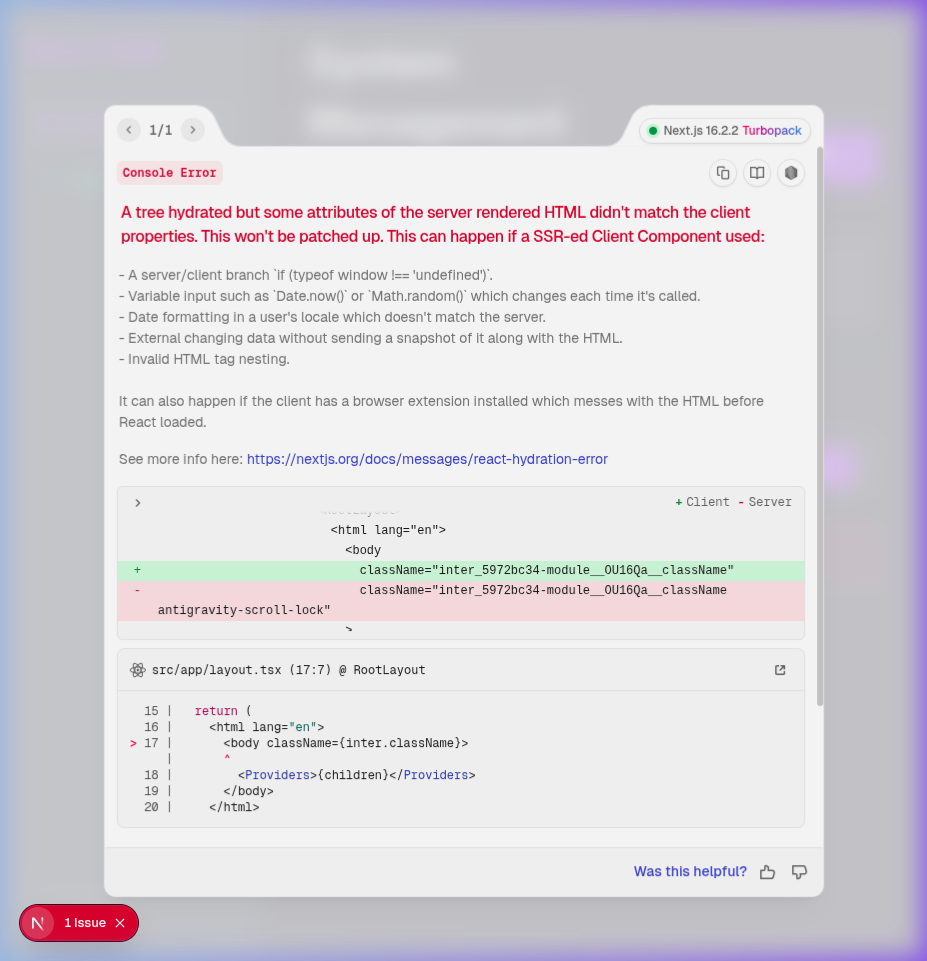 System
Management
1/1
Next.js 16.2.2 Turbopack
Console Error
A tree hydrated but some attributes of the server rendered HTML didn't match the client
properties. This won't be patched up. This can happen if a SSR-ed Client Component used:
- A server/client branch `if (typeof window !== 'undefined')`.
- Variable input such as `Date.now()` or `Math.random()` which changes each time it's called.
- Date formatting in a user's locale which doesn't match the server.
- External changing data without sending a snapshot of it along with the HTML.
- Invalid HTML tag nesting.
It can also happen if the client has a browser extension installed which messes with the HTML before
React loaded.
See more info here: https://nextjs.org/docs/messages/react-hydration-error
+ Client - Server
<html lang="en">
<body
+ className="inter_5972bc34-module__OU16Qa__className"
- className="inter_5972bc34-module__OU16Qa__className
antigravity-scroll-lock"
>
src/app/layout.tsx (17:7) @ RootLayout
15 | return (
16 | <html lang="en">
> 17 | <body className={inter.className}>
| ^
18 | <Providers>{children}</Providers>
19 | </body>
20 | </html>
Was this helpful?
N 1 Issue